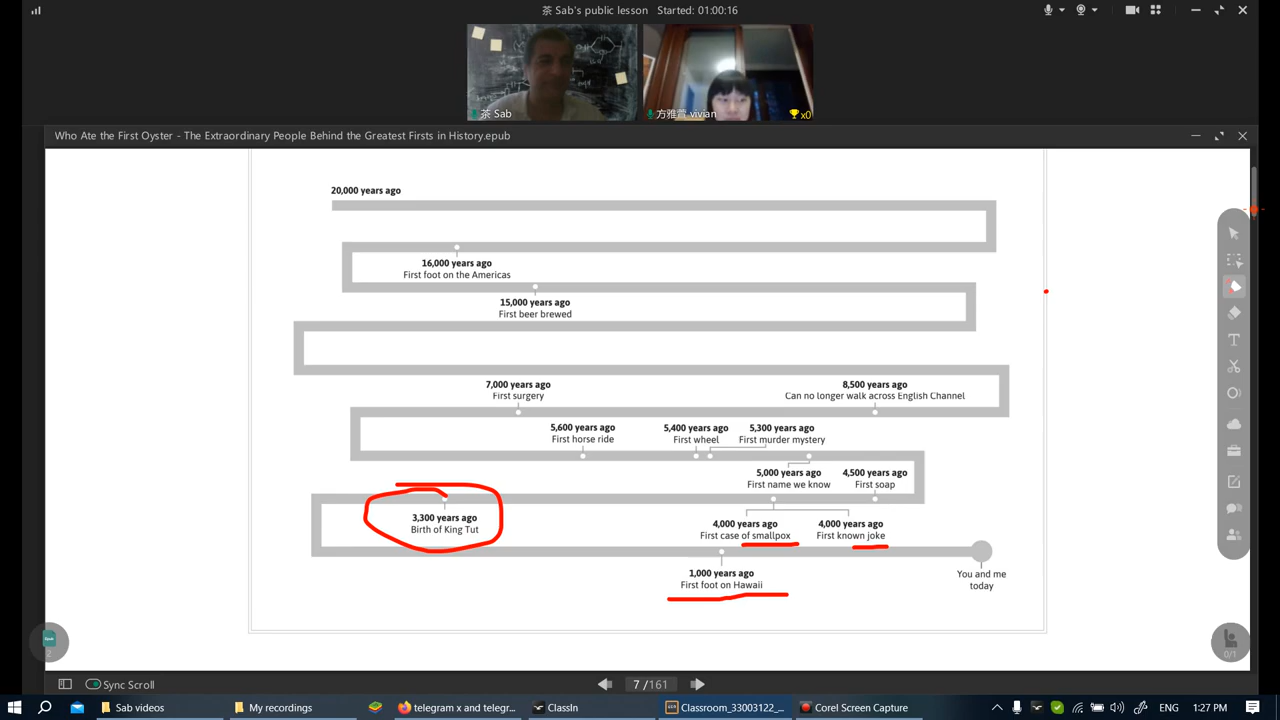 茶 Sab's public lesson   Started: 01:00:16
茶 Sab
方雅萱 vivian
x0
Who Ate the First Oyster - The Extraordinary People Behind the Greatest Firsts in History.epub
20,000 years ago
16,000 years ago
First foot on the Americas
15,000 years ago
First beer brewed
7,000 years ago
First surgery
8,500 years ago
Can no longer walk across English Channel
5,600 years ago
First horse ride
5,400 years ago
First wheel
5,300 years ago
First murder mystery
5,000 years ago
First name we know
4,500 years ago
First soap
3,300 years ago
Birth of King Tut
4,000 years ago
First case of smallpox
4,000 years ago
First known joke
1,000 years ago
First foot on Hawaii
You and me
today
Epub
2
0/1
Sync Scroll
7 /161
Sab videos
My recordings
telegram x and telegr...
ClassIn
Classroom_33003122_...
Corel Screen Capture
1:27 PM